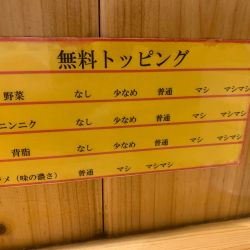 無料トッピング
野菜 なし 少なめ 普通 マシ マシマシ
ニンニク なし 少なめ 普通 マシ マシマシ
背脂 なし 少なめ 普通 マシ マシマシ
メ（味の濃さ） 普通 マシ マシマシ